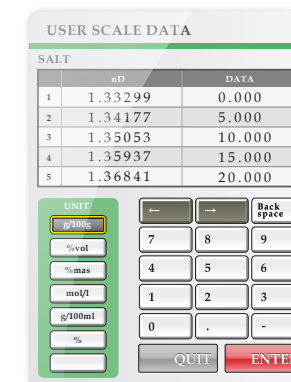 USER SCALE DATA
SALT
nD DATA
1 1.33299 0.000
2 1.34177 5.000
3 1.35053 10.000
4 1.35937 15.000
5 1.36841 20.000
UNIT
g/100g
%vol
%mas
mol/l
g/100ml
%
← → Back space
7 8 9
4 5 6
1 2 3
0 . -
QUIT ENTE